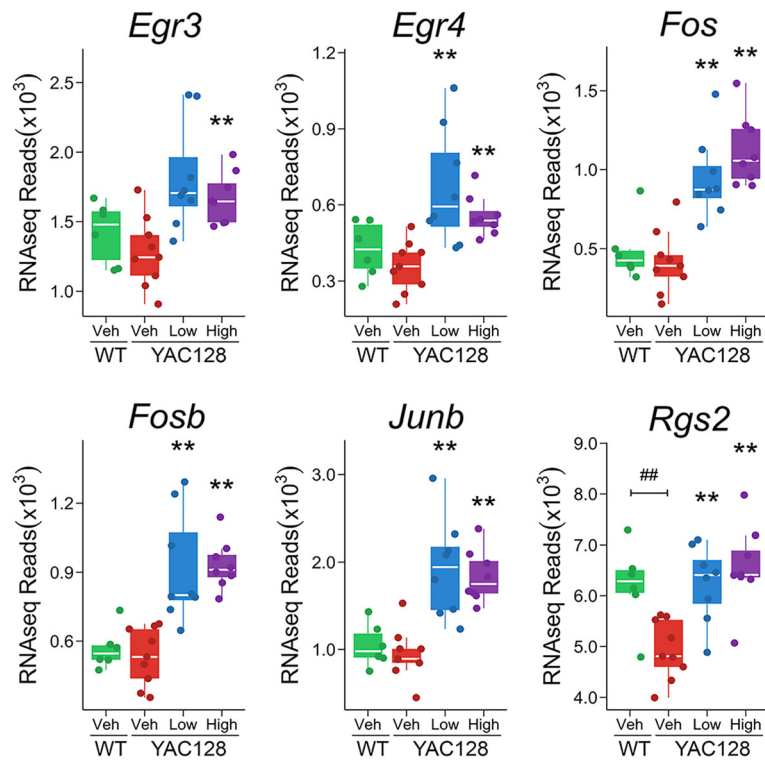 Egr3
RNAseq Reads(x10³)
2.5
2.0
1.5
1.0
**
Veh Veh Low High
WT YAC128
Egr4
RNAseq Reads(x10³)
1.2
0.9
0.6
0.3
**
**
Veh Veh Low High
WT YAC128
Fos
RNAseq Reads(x10³)
1.5
1.0
0.5
**
**
Veh Veh Low High
WT YAC128
Fosb
RNAseq Reads(x10³)
1.2
0.9
0.6
**
**
Veh Veh Low High
WT YAC128
Junb
RNAseq Reads(x10³)
3.0
2.0
1.0
**
**
Veh Veh Low High
WT YAC128
Rgs2
RNAseq Reads(x10³)
9.0
8.0
7.0
6.0
5.0
4.0
##
**
**
Veh Veh Low High
WT YAC128